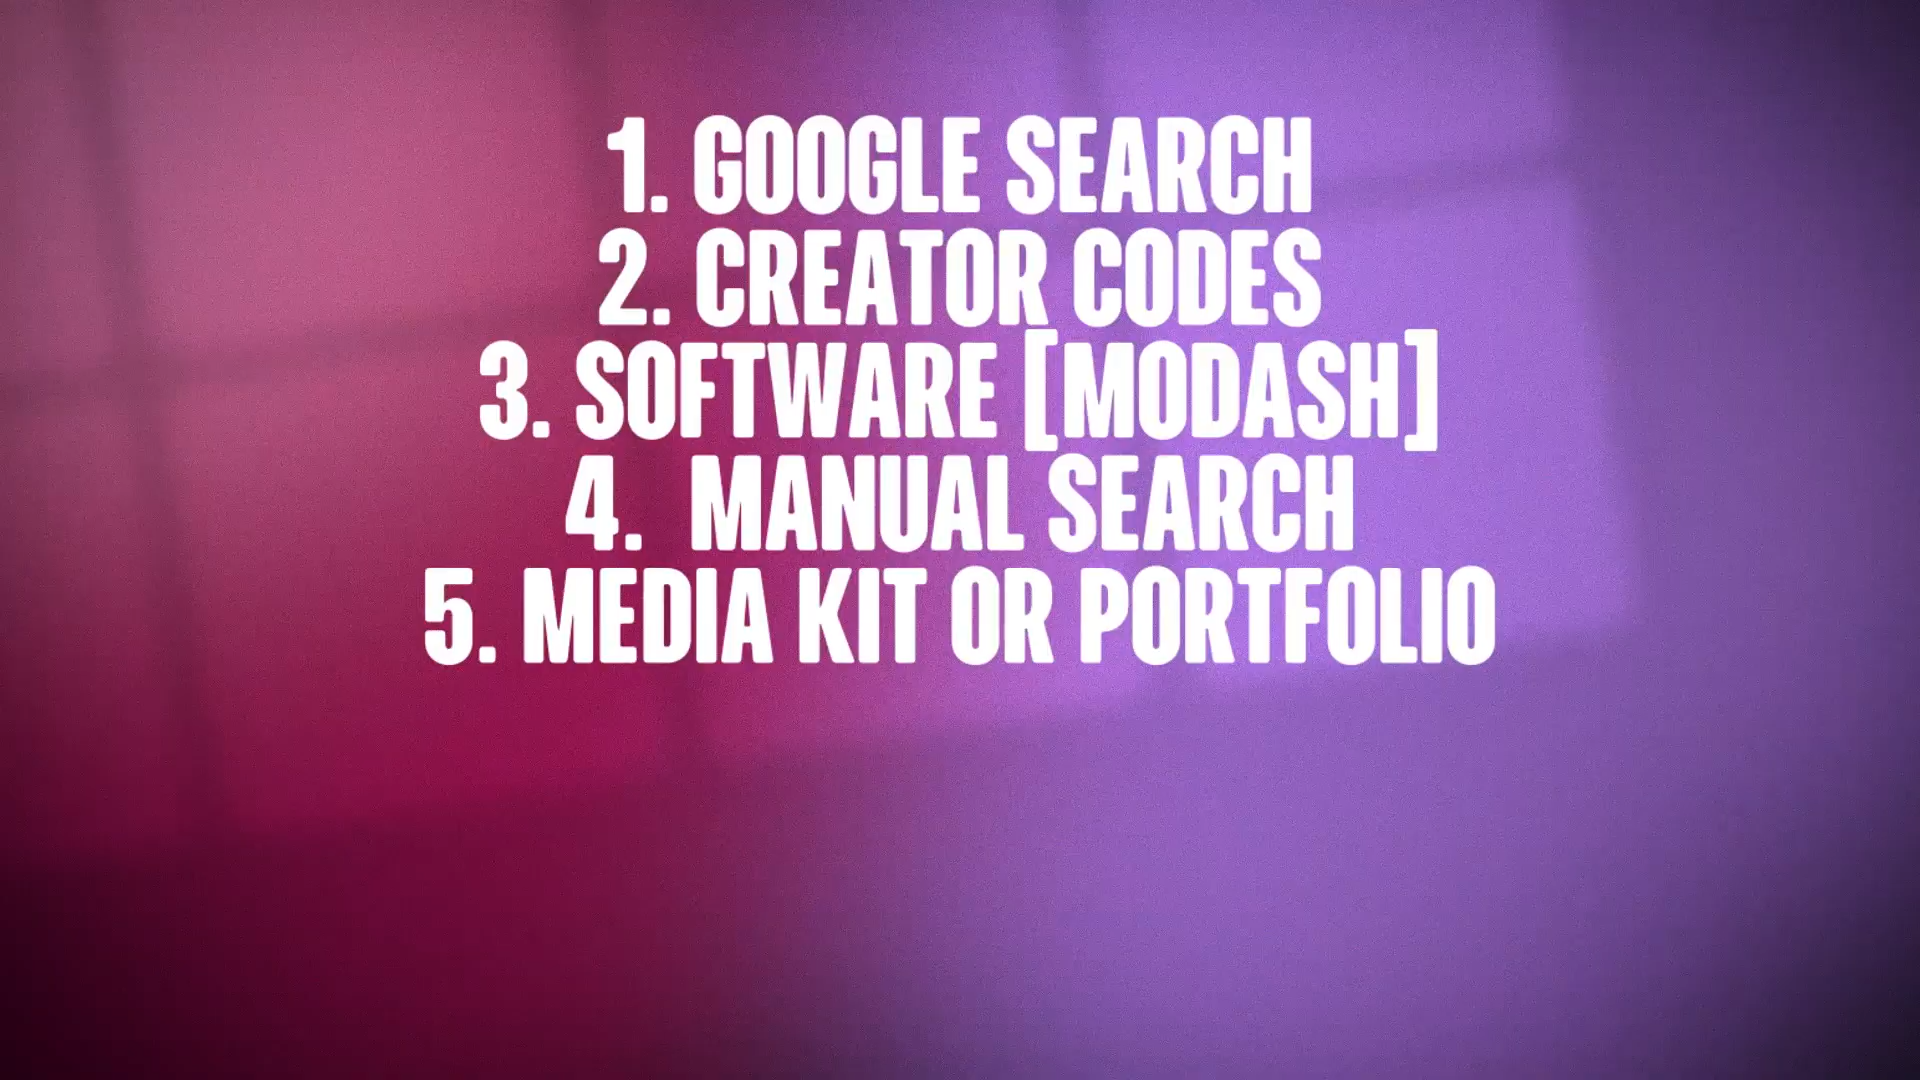 1. GOOGLE SEARCH
2. CREATOR CODES
3. SOFTWARE [MODASH]
4. MANUAL SEARCH
5. MEDIA KIT OR PORTFOLIO